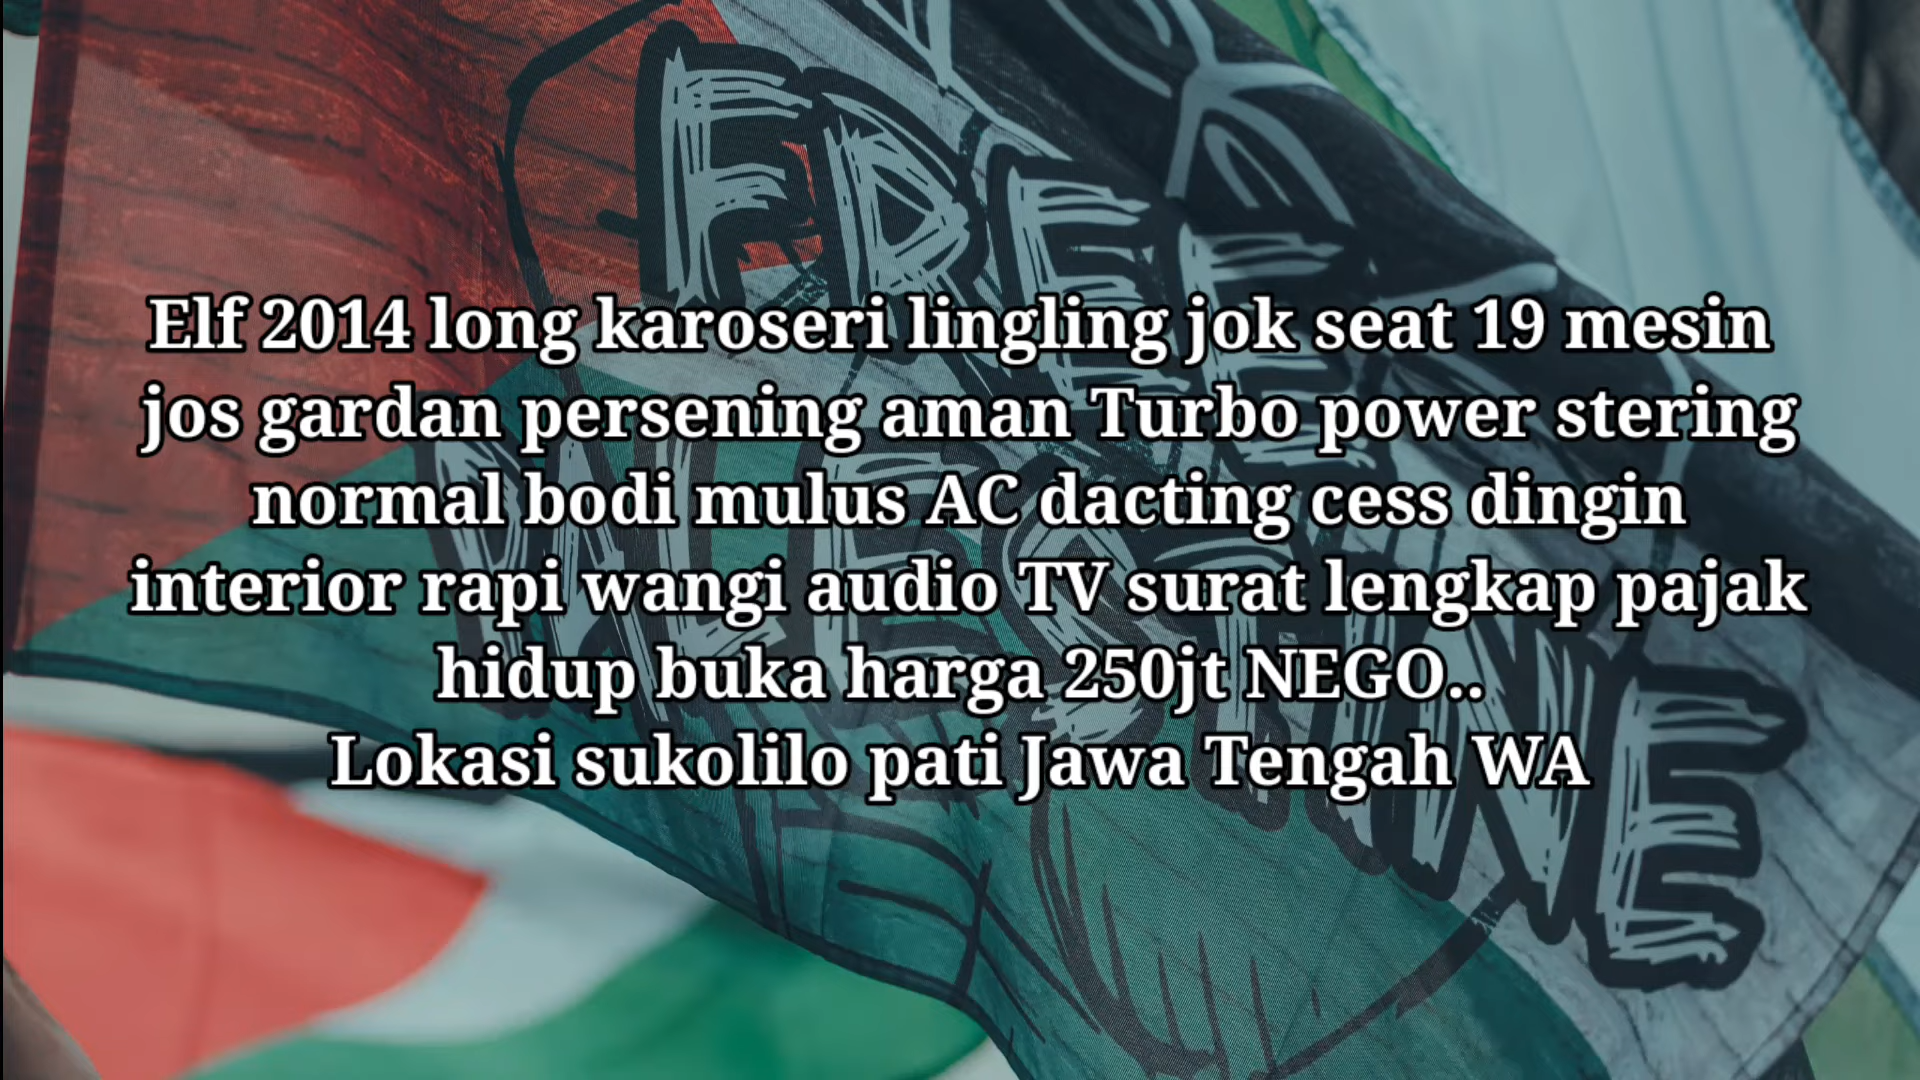 FREE
PALESTINE
Elf 2014 long karoseri lingling jok seat 19 mesin
jos gardan persening aman Turbo power stering
normal bodi mulus AC dacting cess dingin
interior rapi wangi audio TV surat lengkap pajak
hidup buka harga 250jt NEGO..
Lokasi sukolilo pati Jawa Tengah WA